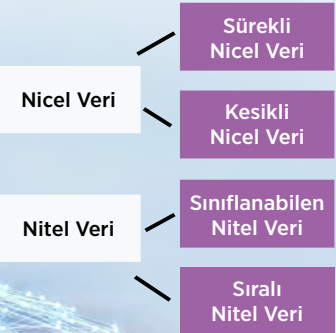 Nicel Veri
Sürekli
Nicel Veri
Kesikli
Nicel Veri
Nitel Veri
Sınıflanabilen
Nitel Veri
Sıralı
Nitel Veri